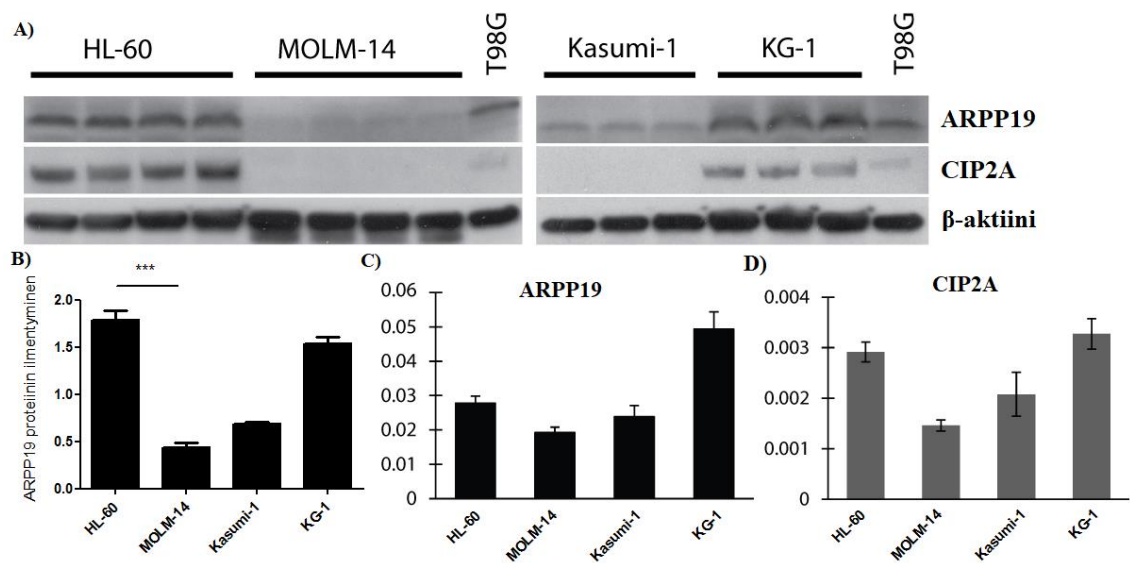 A)
HL-60 MOLM-14 T98G Kasumi-1 KG-1 T98G
ARPP19
CIP2A
β-aktiini
B)
***
ARPP19 proteiinin ilmentyminen
2.0
1.5
1.0
0.5
0.0
HL-60 MOLM-14 Kasumi-1 KG-1
C)
ARPP19
0.06
0.05
0.04
0.03
0.02
0.01
0
HL-60 MOLM-14 Kasumi-1 KG-1
D)
CIP2A
0.004
0.003
0.002
0.001
0
HL-60 MOLM-14 Kasumi-1 KG-1